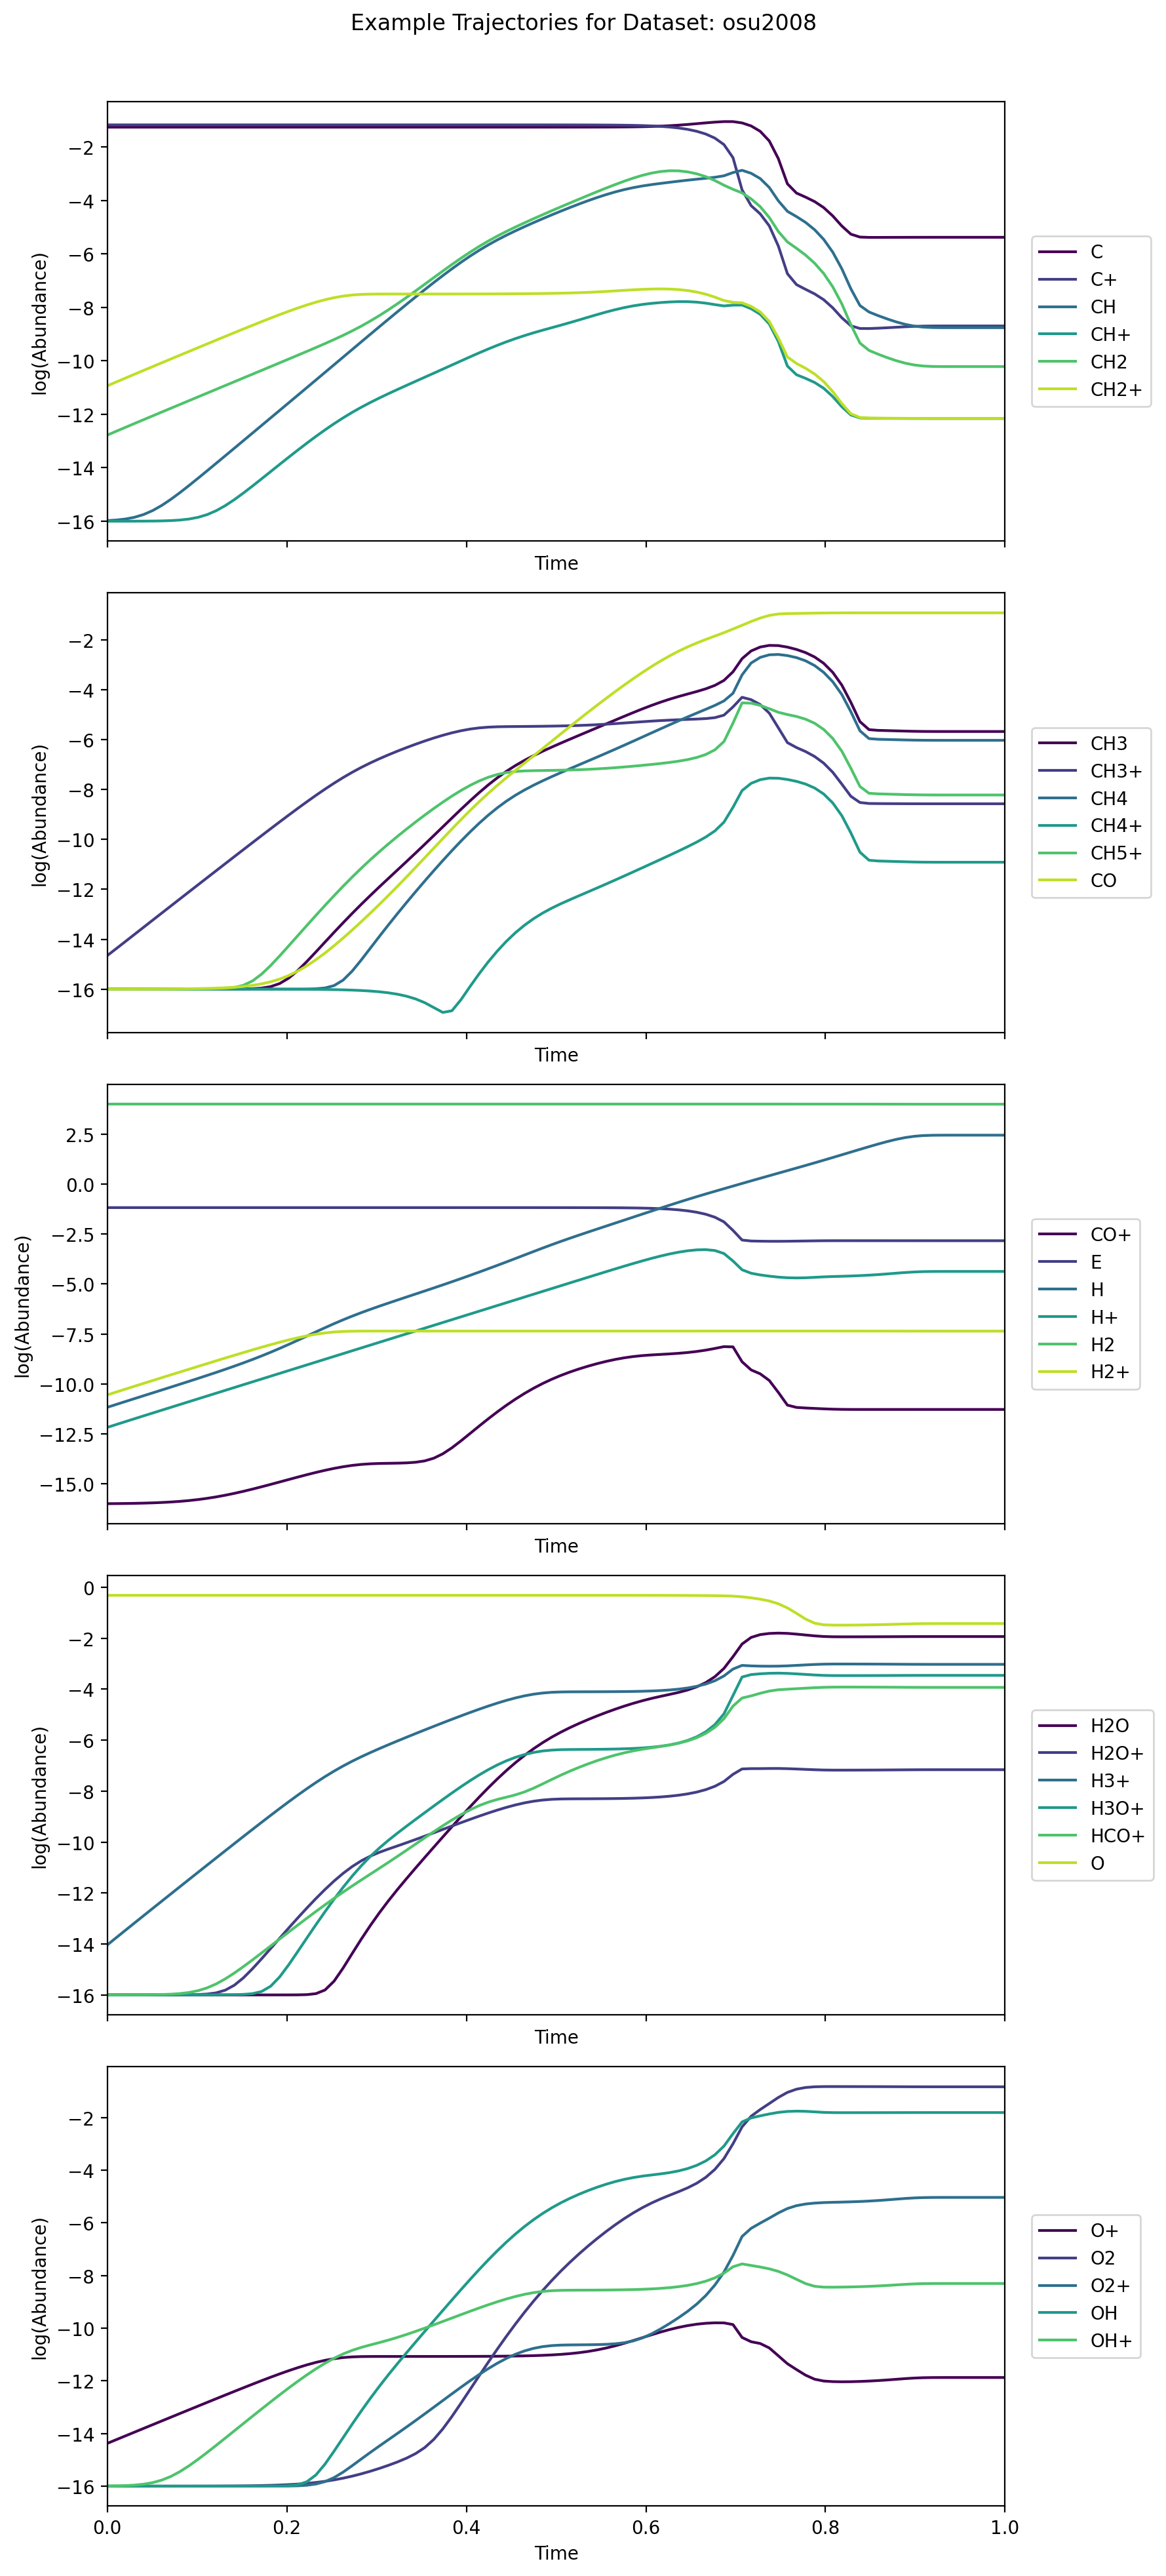 Example Trajectories for Dataset: osu2008
−2
−4
−6
−8
−10
−12
−14
−16
log(Abundance)
Time
C
C+
CH
CH+
CH2
CH2+
−2
−4
−6
−8
−10
−12
−14
−16
log(Abundance)
Time
CH3
CH3+
CH4
CH4+
CH5+
CO
2.5
0.0
−2.5
−5.0
−7.5
−10.0
−12.5
−15.0
log(Abundance)
Time
CO+
E
H
H+
H2
H2+
0
−2
−4
−6
−8
−10
−12
−14
−16
log(Abundance)
Time
H2O
H2O+
H3+
H3O+
HCO+
O
−2
−4
−6
−8
−10
−12
−14
−16
log(Abundance)
0.0 0.2 0.4 0.6 0.8 1.0
Time
O+
O2
O2+
OH
OH+